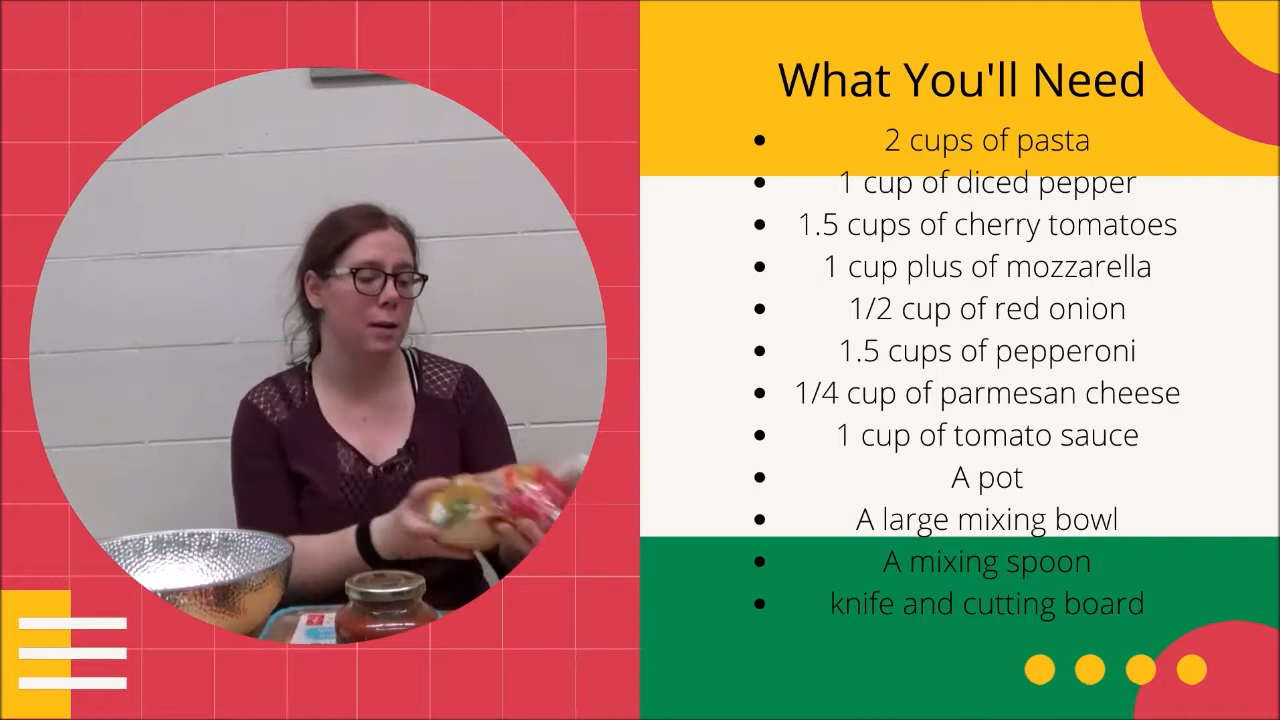 What You'll Need
2 cups of pasta
1 cup of diced pepper
1.5 cups of cherry tomatoes
1 cup plus of mozzarella
1/2 cup of red onion
1.5 cups of pepperoni
1/4 cup of parmesan cheese
1 cup of tomato sauce
A pot
A large mixing bowl
A mixing spoon
knife and cutting board